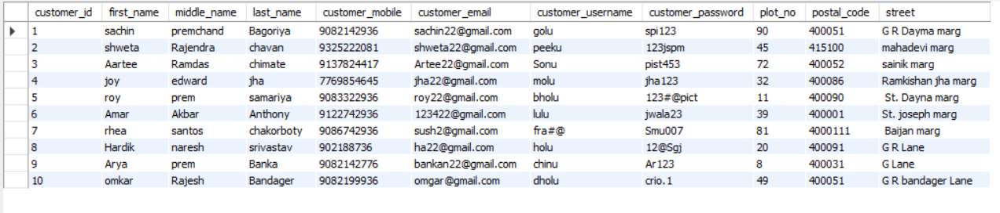 customer_id first_name middle_name last_name customer_mobile customer_email customer_username customer_password plot_no postal_code street
1 sachin premchand Bagoriya 9082142936 sachin22@gmail.com golu spi123 90 400051 G R Dayma marg
2 shweta Rajendra chavan 9325222081 shweta22@gmail.com peeku 123jspm 45 415100 mahadevi marg
3 Aartee Ramdas chimate 9137824417 Artee22@gmail.com Sonu pist453 72 400052 sainik marg
4 joy edward jha 7769854645 jha22@gmail.com molu jha123 32 400086 Ramkishan jha marg
5 roy prem samariya 9083322936 roy22@gmail.com bholu 123#@pict 11 400090 St. Dayna marg
6 Amar Akbar Anthony 9122742936 123422@gmail.com lulu jwala23 39 400001 St. joseph marg
7 rhea santos chakorboty 9086742936 sush2@gmail.com fra#@ Smu007 81 4000111 Baijan marg
8 Hardik naresh srivastav 902188736 ha22@gmail.com holu 12@Sgj 20 400091 G R Lane
9 Arya prem Banka 9082142776 bankan22@gmail.com chinu Ar123 8 400031 G Lane
10 omkar Rajesh Bandager 9082199936 omgar@gmail.com dholu crio.1 49 400051 G R bandager Lane